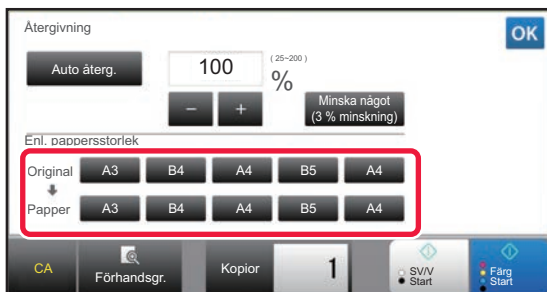 Återgivning
OK
Auto återg.
100
(25~200)
%
Minska något
(3 % minskning)
− +
Enl. pappersstorlek
Original A3 B4 A4 B5 A4
Papper A3 B4 A4 B5 A4
CA
Förhandsgr.
Kopior
1
SV/V
Start
Färg
Start